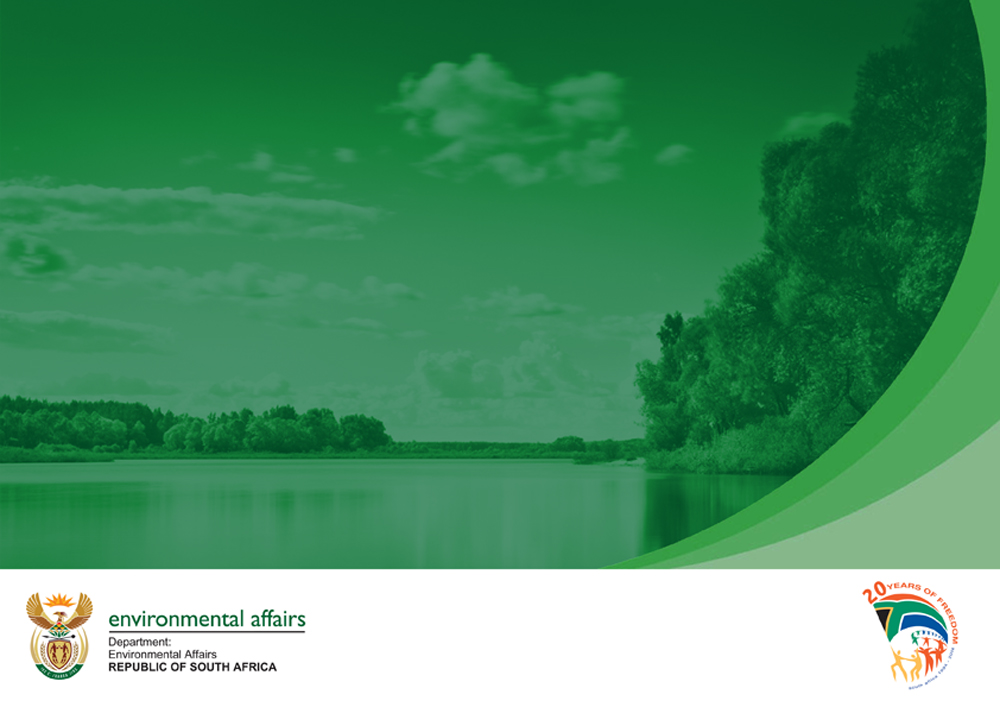 environmental affairs
Department:
Environmental Affairs
REPUBLIC OF SOUTH AFRICA
20 YEARS OF FREEDOM